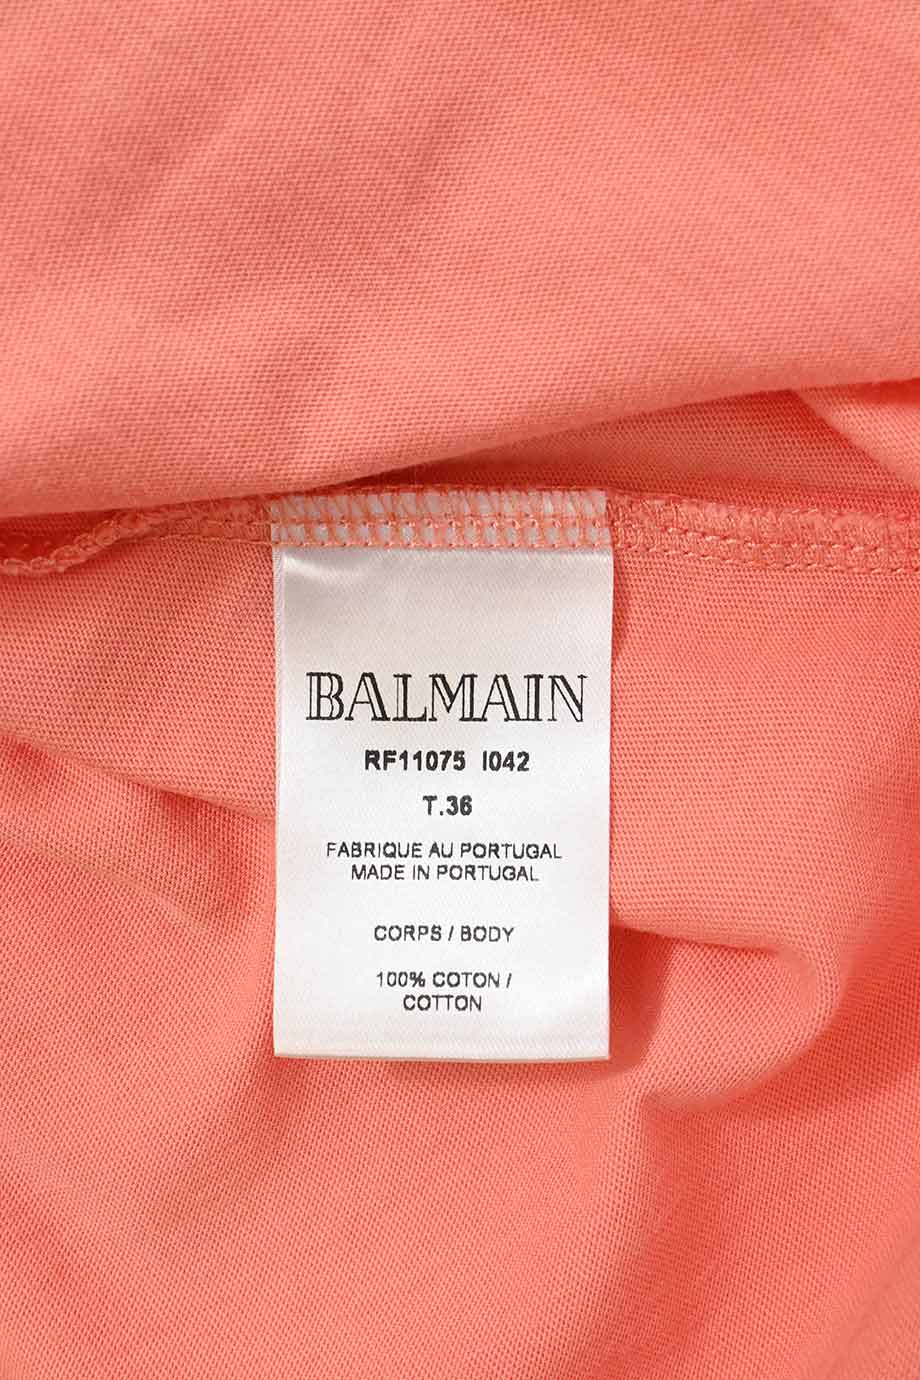 BALMAIN
RF11075 I042
T.36
FABRIQUE AU PORTUGAL
MADE IN PORTUGAL
CORPS / BODY
100% COTON /
COTTON